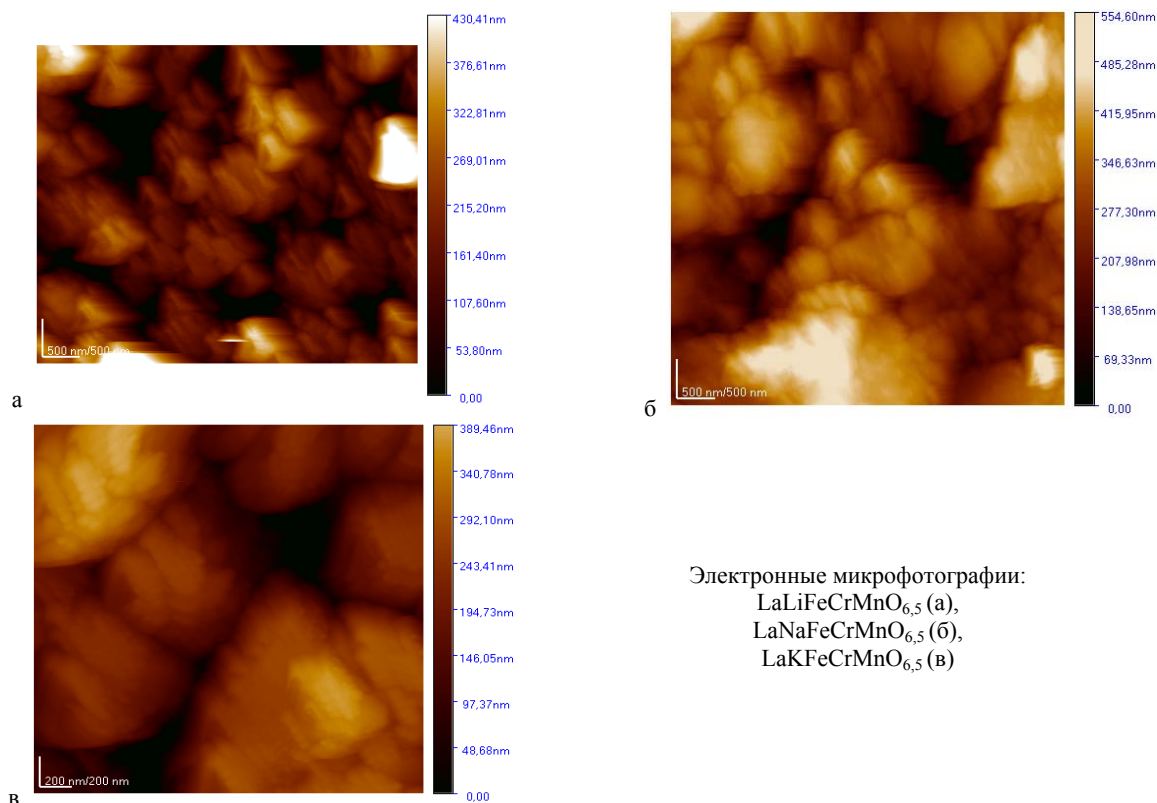 430,41nm
376,61nm
322,81nm
269,01nm
215,20nm
161,40nm
107,60nm
53,80nm
0,00
500 nm/500 nm
а
554,60nm
485,28nm
415,95nm
346,63nm
277,30nm
207,98nm
138,65nm
69,33nm
0,00
500 nm/500 nm
б
389,46nm
340,78nm
292,10nm
243,41nm
194,73nm
146,05nm
97,37nm
48,68nm
0,00
200 nm/200 nm
в
Электронные микрофотографии:
LaLiFeCrMnO6,5 (а),
LaNaFeCrMnO6,5 (б),
LaKFeCrMnO6,5 (в)